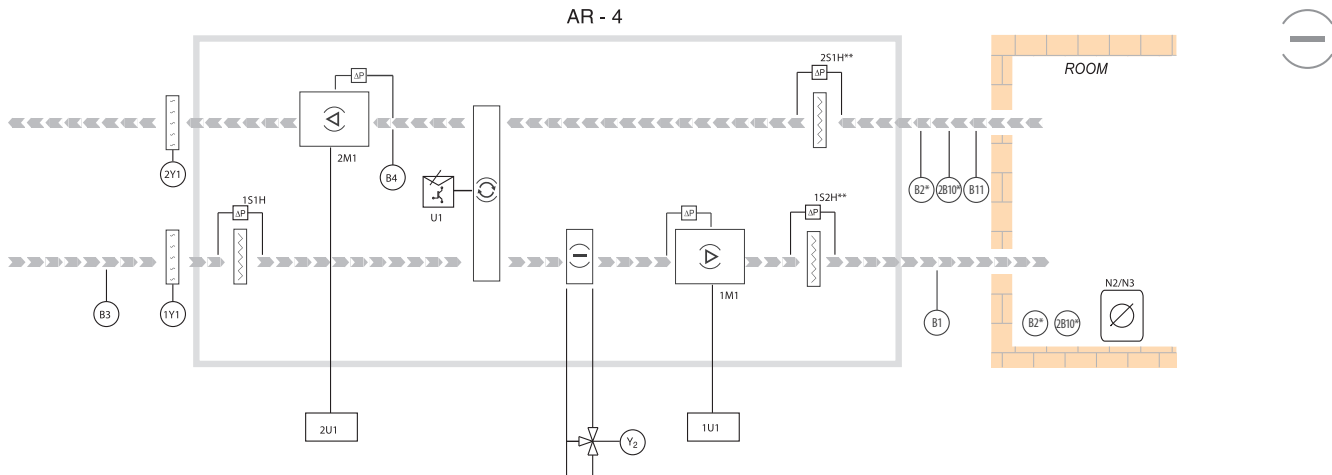 AR - 4
2S1H**
ΔP
ΔP
ROOM
2M1
2Y1
B4
B2*
2B10*
B11
U1
1S1H
1S2H**
ΔP
ΔP
ΔP
1M1
B3
1Y1
B1
N2/N3
B2*
2B10*
2U1
1U1
Y2